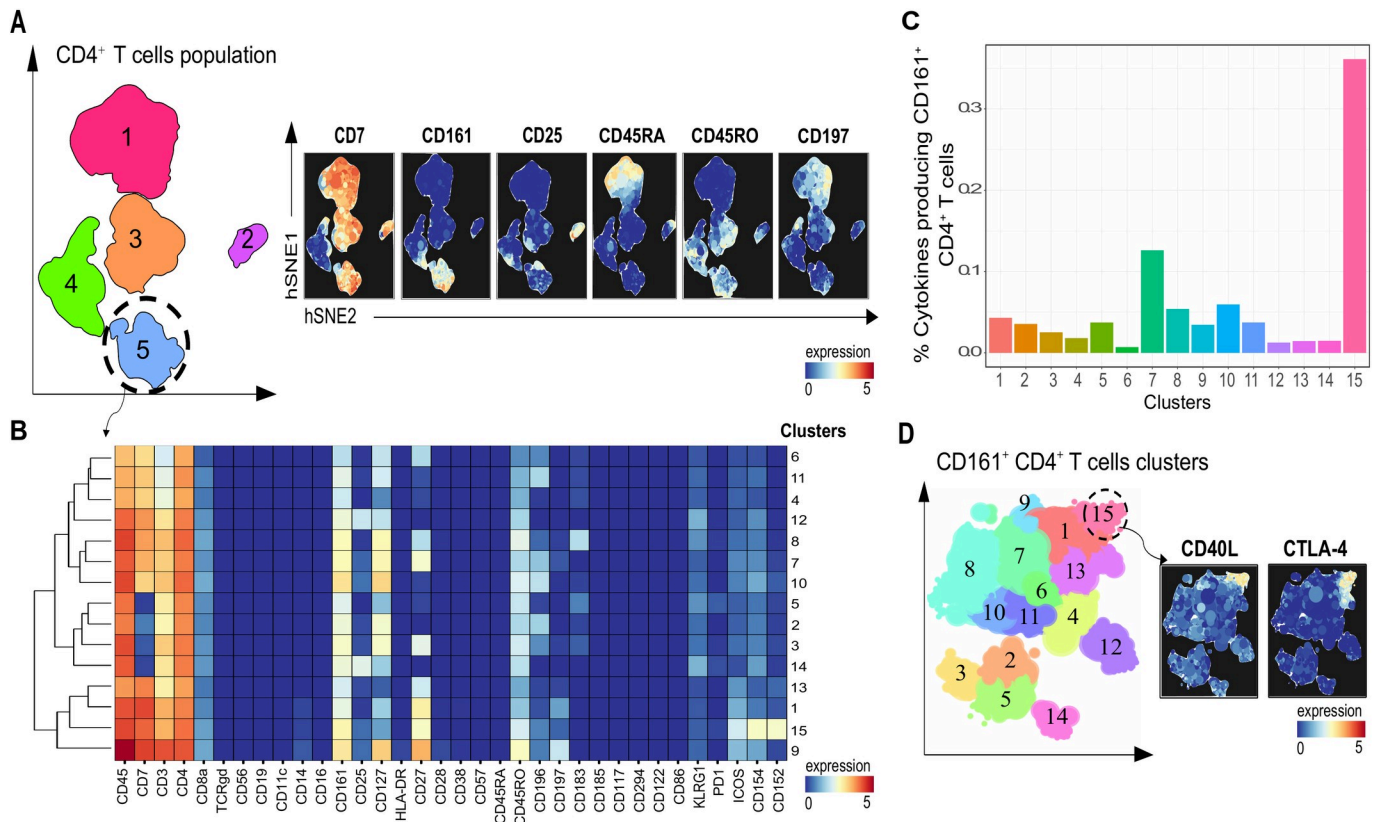 A
CD4+ T cells population
1
2
3
4
5
CD7 CD161 CD25 CD45RA CD45RO CD197
hSNE1
hSNE2
expression
0 5
B
Clusters
6
11
4
12
8
7
10
5
2
3
14
13
1
15
9
CD45 CD7 CD3 CD4 CD8a TCRgd CD56 CD19 CD11c CD14 CD16 CD161 CD25 CD127 HLA-DR CD27 CD28 CD38 CD57 CD45RA CD45RO CD196 CD197 CD183 CD185 CD117 CD294 CD122 CD86 KLRG1 PD1 ICOS CD154 CD152
expression
0 5
C
% Cytokines producing CD161+
CD4+ T cells
0.3
0.2
0.1
0.0
1 2 3 4 5 6 7 8 9 10 11 12 13 14 15
Clusters
D
CD161+ CD4+ T cells clusters
9
15
1
7
8
13
6
10
11
4
12
2
3
5
14
CD40L CTLA-4
expression
0 5